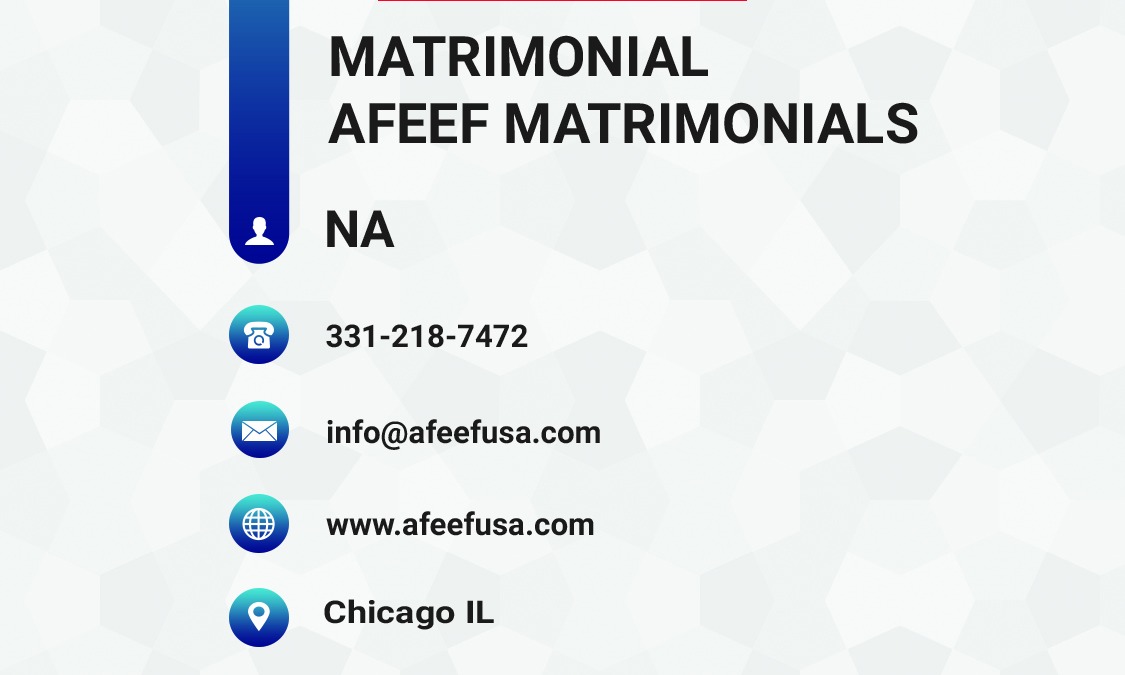 MATRIMONIAL
AFEEF MATRIMONIALS
NA
331-218-7472
info@afeefusa.com
www.afeefusa.com
Chicago IL